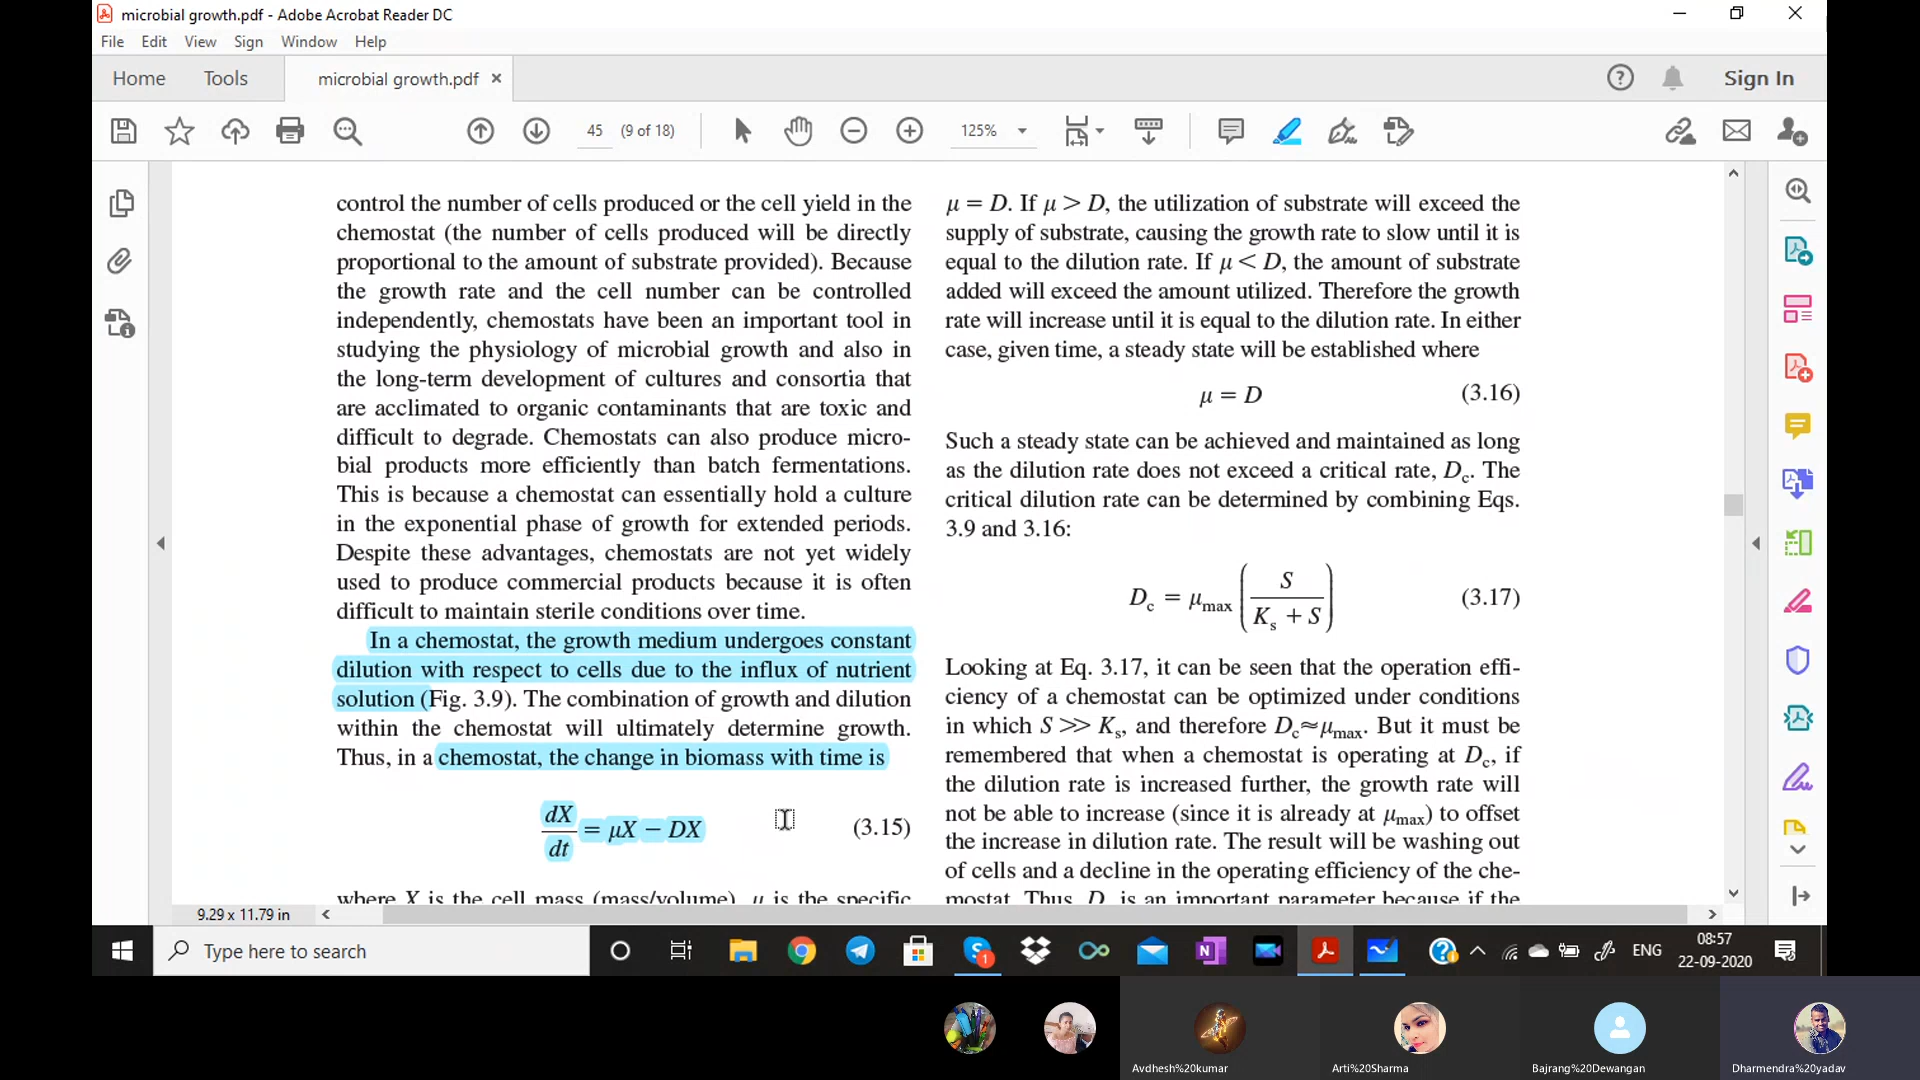 microbial growth.pdf - Adobe Acrobat Reader DC
File Edit View Sign Window Help
Home Tools microbial growth.pdf × Sign In
45 (9 of 18) 125%
control the number of cells produced or the cell yield in the
chemostat (the number of cells produced will be directly
proportional to the amount of substrate provided). Because
the growth rate and the cell number can be controlled
independently, chemostats have been an important tool in
studying the physiology of microbial growth and also in
the long-term development of cultures and consortia that
are acclimated to organic contaminants that are toxic and
difficult to degrade. Chemostats can also produce micro-
bial products more efficiently than batch fermentations.
This is because a chemostat can essentially hold a culture
in the exponential phase of growth for extended periods.
Despite these advantages, chemostats are not yet widely
used to produce commercial products because it is often
difficult to maintain sterile conditions over time.
In a chemostat, the growth medium undergoes constant
dilution with respect to cells due to the influx of nutrient
solution (Fig. 3.9). The combination of growth and dilution
within the chemostat will ultimately determine growth.
Thus, in a chemostat, the change in biomass with time is
dX/dt = μX − DX (3.15)
where X is the cell mass (mass/volume), μ is the specific
μ = D. If μ > D, the utilization of substrate will exceed the
supply of substrate, causing the growth rate to slow until it is
equal to the dilution rate. If μ < D, the amount of substrate
added will exceed the amount utilized. Therefore the growth
rate will increase until it is equal to the dilution rate. In either
case, given time, a steady state will be established where
μ = D (3.16)
Such a steady state can be achieved and maintained as long
as the dilution rate does not exceed a critical rate, Dc. The
critical dilution rate can be determined by combining Eqs.
3.9 and 3.16:
Dc = μmax (S / Ks + S) (3.17)
Looking at Eq. 3.17, it can be seen that the operation effi-
ciency of a chemostat can be optimized under conditions
in which S >> Ks, and therefore Dc≈μmax. But it must be
remembered that when a chemostat is operating at Dc, if
the dilution rate is increased further, the growth rate will
not be able to increase (since it is already at μmax) to offset
the increase in dilution rate. The result will be washing out
of cells and a decline in the operating efficiency of the che-
mostat. Thus, Dc is an important parameter because if the
9.29 x 11.79 in
Type here to search
1
N
ENG
08:57
22-09-2020
Avdhesh%20kumar
Arti%20Sharma
Bajrang%20Dewangan
Dharmendra%20yadav